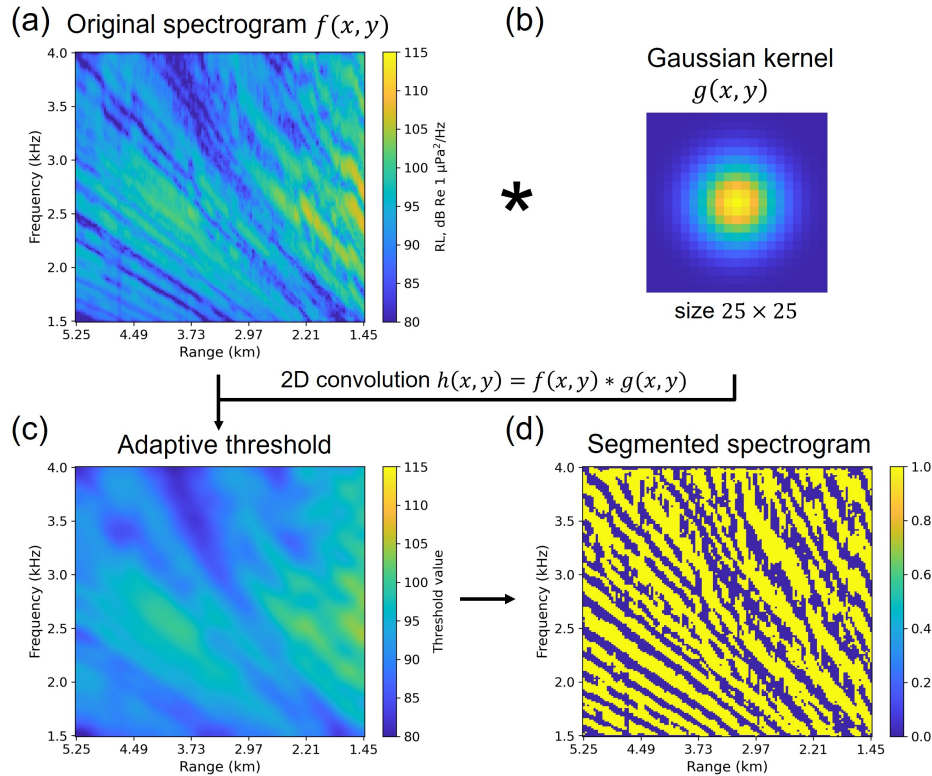 (a)
Original spectrogram f(x, y)
4.0
3.5
3.0
2.5
2.0
1.5
Frequency (kHz)
5.25 4.49 3.73 2.97 2.21 1.45
Range (km)
115
110
105
100
95
90
85
80
RL, dB Re 1 μPa²/Hz
(b)
*
Gaussian kernel
g(x, y)
size 25 × 25
2D convolution h(x, y) = f(x, y) ∗ g(x, y)
(c)
Adaptive threshold
4.0
3.5
3.0
2.5
2.0
1.5
Frequency (kHz)
5.25 4.49 3.73 2.97 2.21 1.45
Range (km)
115
110
105
100
95
90
85
80
Threshold value
(d)
Segmented spectrogram
4.0
3.5
3.0
2.5
2.0
1.5
Frequency (kHz)
5.25 4.49 3.73 2.97 2.21 1.45
Range (km)
1.0
0.8
0.6
0.4
0.2
0.0